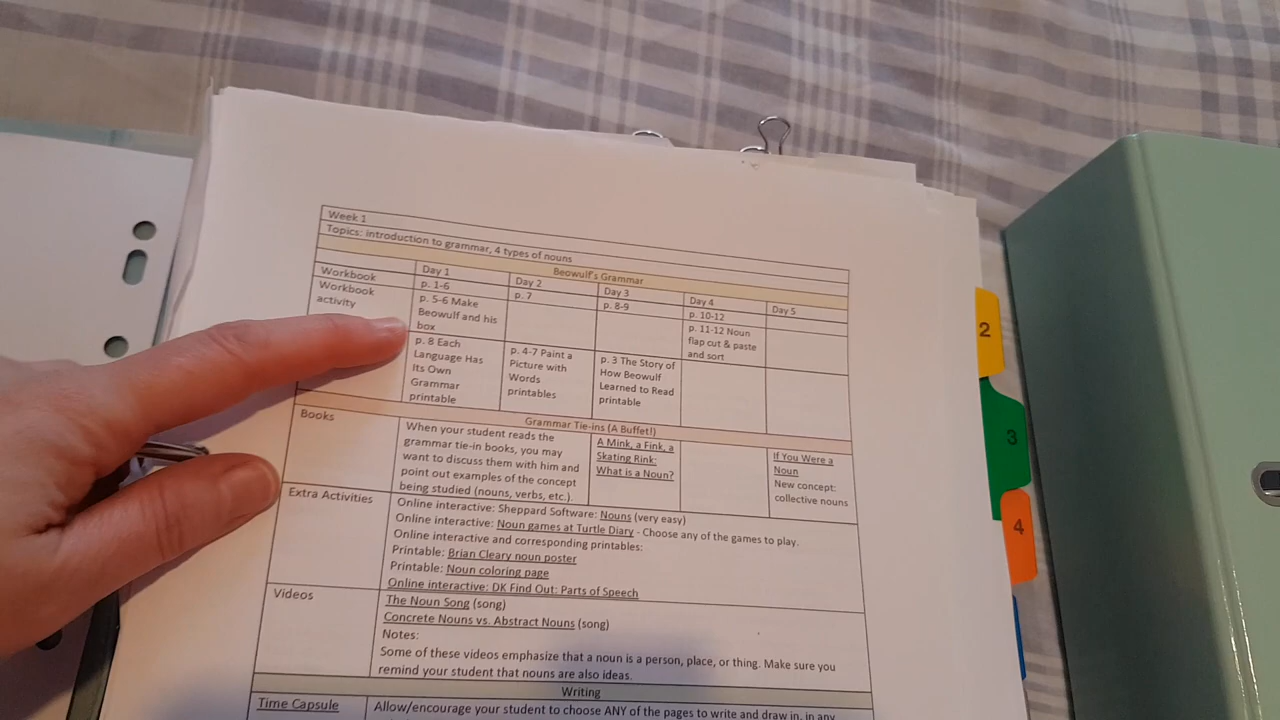 Week 1
Topics: introduction to grammar, 4 types of nouns
Beowulf's Grammar
Day 1
Day 2
Day 3
Day 4
Day 5
Workbook
p. 1-6
p. 7
p. 8-9
p. 10-12
Workbook
activity
p. 5-6 Make
Beowulf and his
box
p. 11-12 Noun
flap cut & paste
and sort
p. 8 Each
Language Has
Its Own
Grammar
printable
p. 4-7 Paint a
Picture with
Words
printables
p. 3 The Story of
How Beowulf
Learned to Read
printable
Grammar Tie-ins (A Buffet!)
Books
When your student reads the
grammar tie-in books, you may
want to discuss them with him and
point out examples of the concept
being studied (nouns, verbs, etc.).
A Mink, a Fink, a
Skating Rink:
What is a Noun?
If You Were a
Noun
New concept:
collective nouns
Extra Activities
Online interactive: Sheppard Software: Nouns (very easy)
Online interactive: Noun games at Turtle Diary - Choose any of the games to play.
Online interactive and corresponding printables:
Printable: Brian Cleary noun poster
Printable: Noun coloring page
Online interactive: DK Find Out: Parts of Speech
Videos
The Noun Song (song)
Concrete Nouns vs. Abstract Nouns (song)
Notes:
Some of these videos emphasize that a noun is a person, place, or thing. Make sure you
remind your student that nouns are also ideas.
Writing
Time Capsule
Allow/encourage your student to choose ANY of the pages to write and draw in, in any
2
3
4